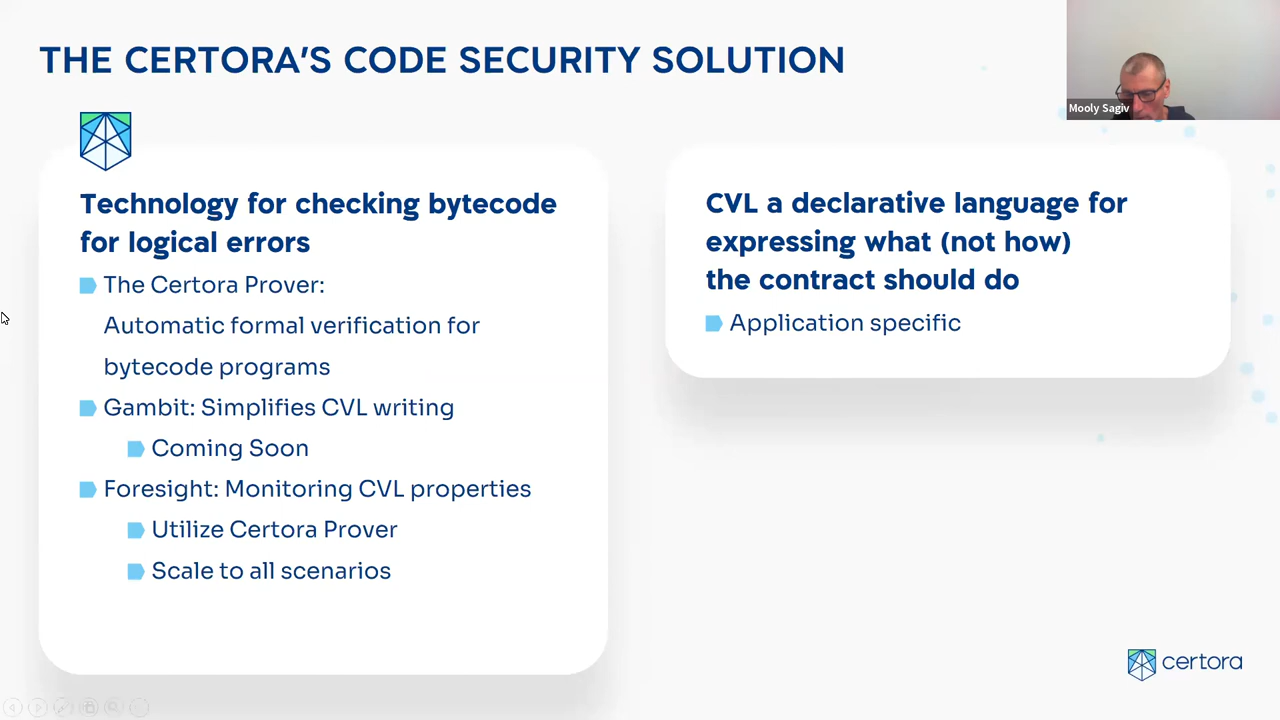 THE CERTORA'S CODE SECURITY SOLUTION
Mooly Sagiv
Technology for checking bytecode
for logical errors
The Certora Prover:
Automatic formal verification for
bytecode programs
Gambit: Simplifies CVL writing
Coming Soon
Foresight: Monitoring CVL properties
Utilize Certora Prover
Scale to all scenarios
CVL a declarative language for
expressing what (not how)
the contract should do
Application specific
certora